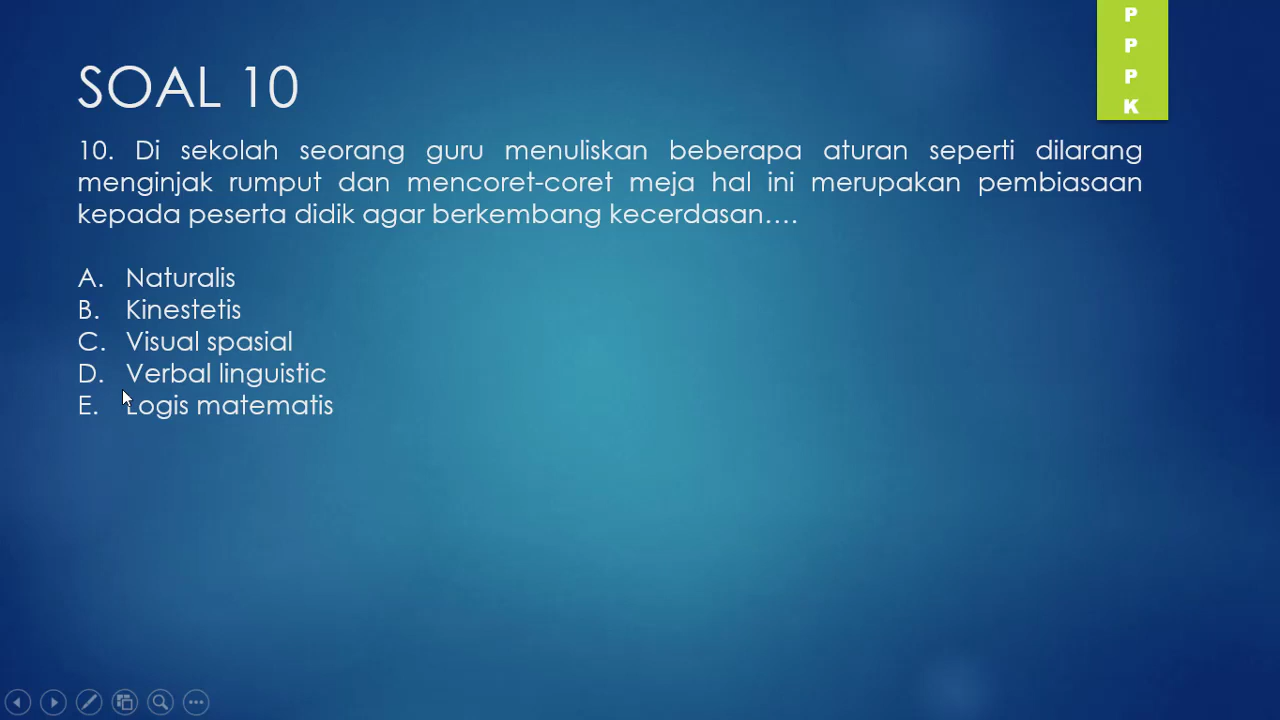 P
P
P
K
SOAL 10
10. Di sekolah seorang guru menuliskan beberapa aturan seperti dilarang
menginjak rumput dan mencoret-coret meja hal ini merupakan pembiasaan
kepada peserta didik agar berkembang kecerdasan....
A. Naturalis
B. Kinestetis
C. Visual spasial
D. Verbal linguistic
E. Logis matematis